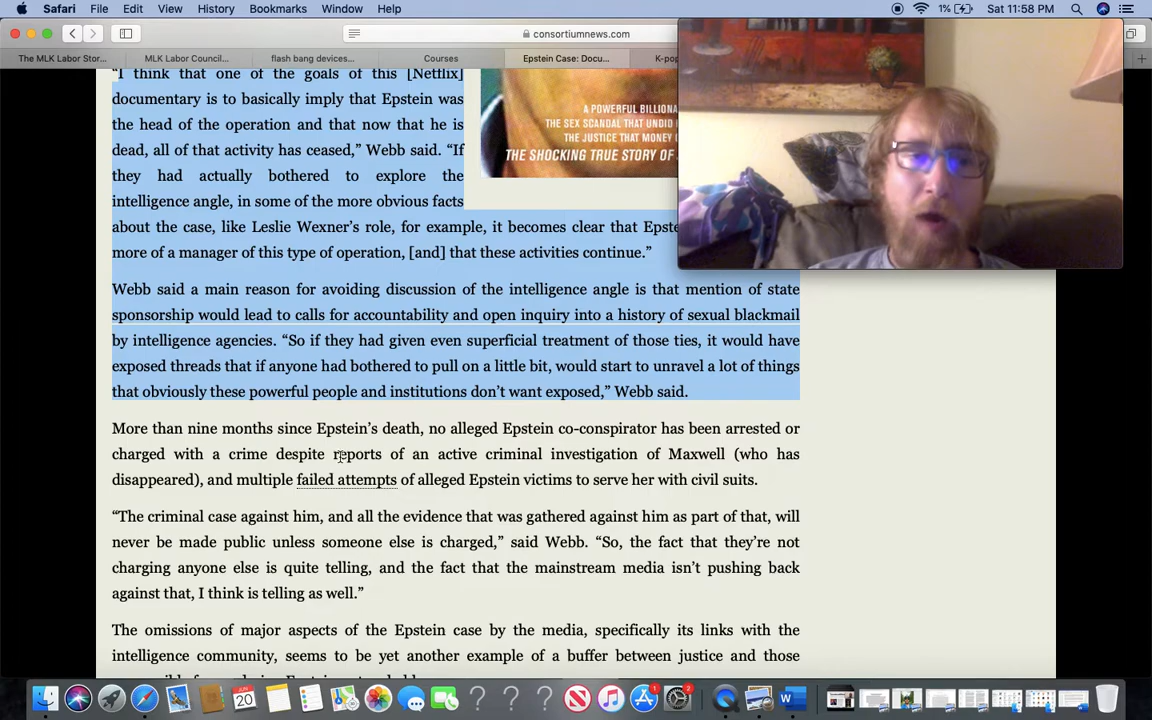 Safari File Edit View History Bookmarks Window Help 1% Sat 11:58 PM
consortiumnews.com
The MLK Labor Stor... MLK Labor Council... flash bang devices... Courses Epstein Case: Docu... K-pop
“I think that one of the goals of this [Netflix]
documentary is to basically imply that Epstein was
the head of the operation and that now that he is
dead, all of that activity has ceased,” Webb said. “If
they had actually bothered to explore the
intelligence angle, in some of the more obvious facts
A POWERFUL BILLIONA
THE SEX SCANDAL THAT UNDID
THE JUSTICE THAT MONEY
THE SHOCKING TRUE STORY OF
about the case, like Leslie Wexner’s role, for example, it becomes clear that Epste
more of a manager of this type of operation, [and] that these activities continue.”
Webb said a main reason for avoiding discussion of the intelligence angle is that mention of state
sponsorship would lead to calls for accountability and open inquiry into a history of sexual blackmail
by intelligence agencies. “So if they had given even superficial treatment of those ties, it would have
exposed threads that if anyone had bothered to pull on a little bit, would start to unravel a lot of things
that obviously these powerful people and institutions don’t want exposed,” Webb said.
More than nine months since Epstein’s death, no alleged Epstein co-conspirator has been arrested or
charged with a crime despite reports of an active criminal investigation of Maxwell (who has
disappeared), and multiple failed attempts of alleged Epstein victims to serve her with civil suits.
“The criminal case against him, and all the evidence that was gathered against him as part of that, will
never be made public unless someone else is charged,” said Webb. “So, the fact that they’re not
charging anyone else is quite telling, and the fact that the mainstream media isn’t pushing back
against that, I think is telling as well.”
The omissions of major aspects of the Epstein case by the media, specifically its links with the
intelligence community, seems to be yet another example of a buffer between justice and those
JUN
20